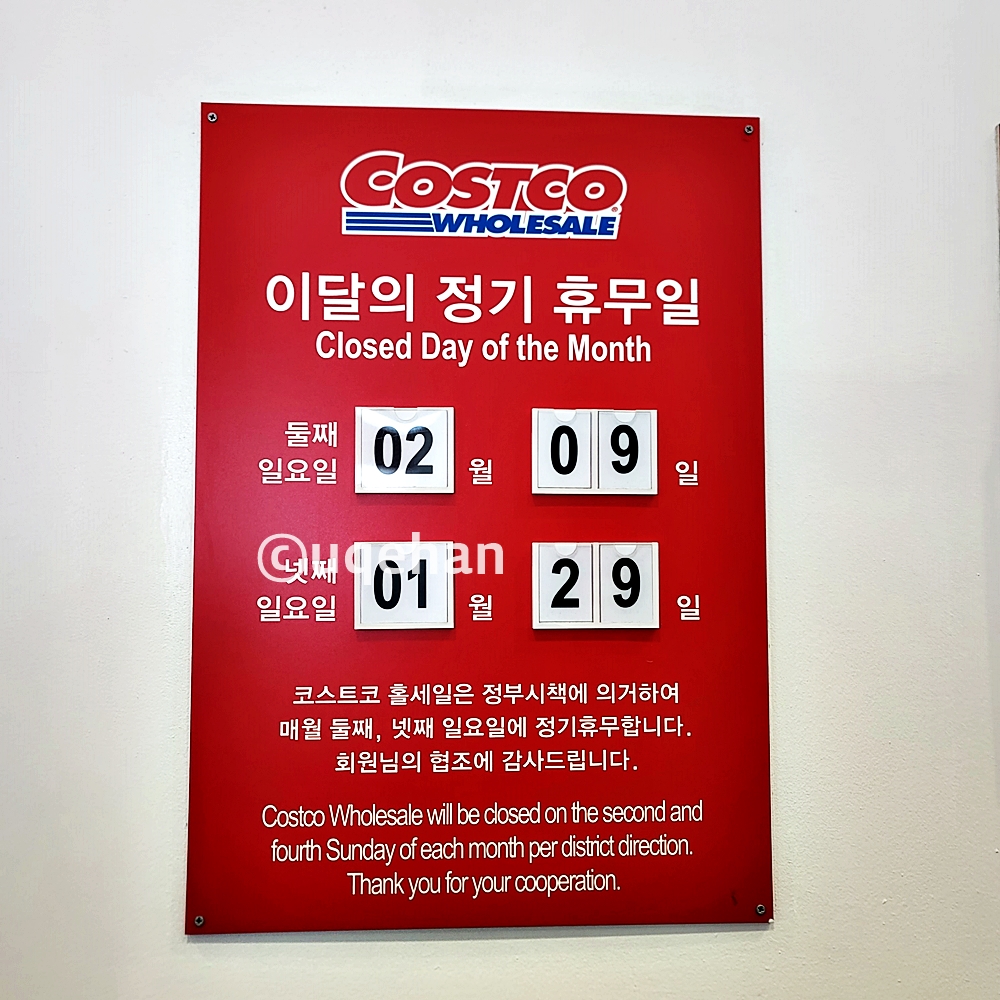 COSTCO
WHOLESALE
이달의 정기 휴무일
Closed Day of the Month
둘째
일요일 02 월 09 일
©uqehan
넷째
일요일 01 월 29 일
코스트코 홀세일은 정부시책에 의거하여
매월 둘째, 넷째 일요일에 정기휴무합니다.
회원님의 협조에 감사드립니다.
Costco Wholesale will be closed on the second and
fourth Sunday of each month per district direction.
Thank you for your cooperation.